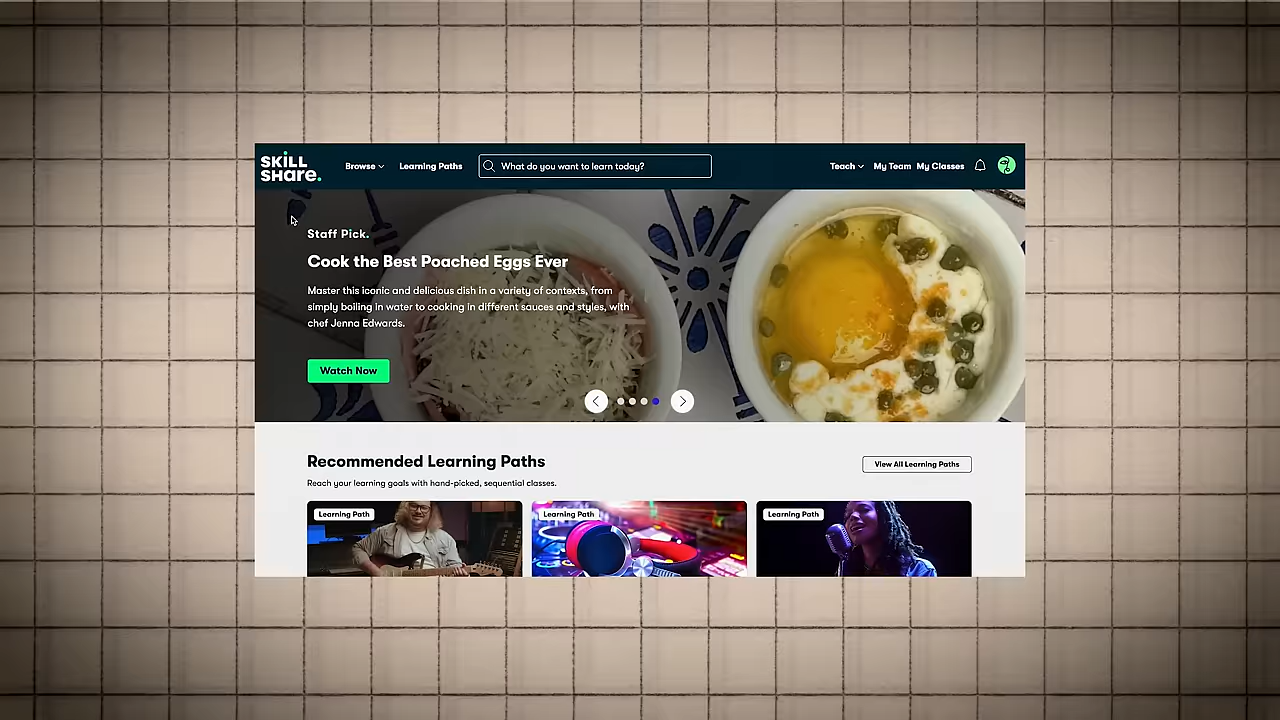 SKILL
SHARE.
Browse
Learning Paths
What do you want to learn today?
Teach
My Team
My Classes
Staff Pick.
Cook the Best Poached Eggs Ever
Master this iconic and delicious dish in a variety of contexts, from
simply boiling in water to cooking in different sauces and styles, with
chef Jenna Edwards.
Watch Now
Recommended Learning Paths
View All Learning Paths
Reach your learning goals with hand-picked, sequential classes.
Learning Path
Learning Path
Learning Path